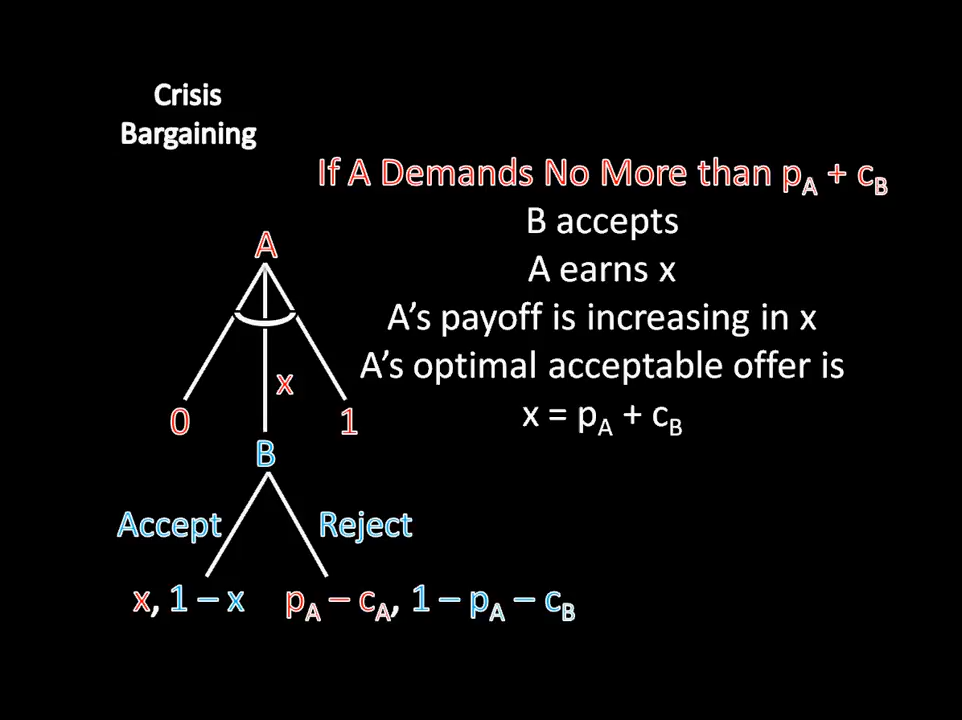 Crisis
Bargaining
If A Demands No More than pA + cB
B accepts
A earns x
A’s payoff is increasing in x
A’s optimal acceptable offer is
x = pA + cB
A
x
0
1
B
Accept
Reject
x, 1 – x
pA – cA, 1 – pA – cB